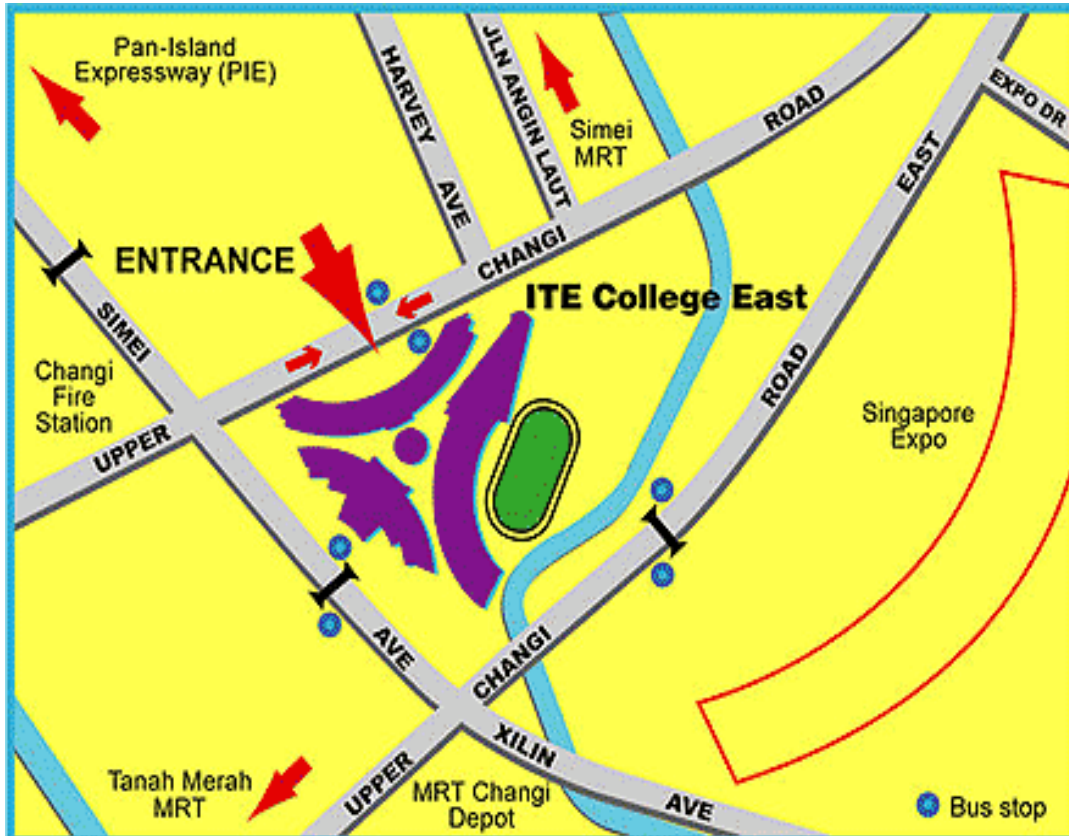 Pan-Island
Expressway (PIE)
HARVEY
AVE
JLN ANGIN LAUT
Simei
MRT
ROAD
EXPO DR
EAST
ENTRANCE
CHANGI
ITE College East
SIMEI
Changi
Fire
Station
UPPER
ROAD
Singapore
Expo
AVE
CHANGI
XILIN
UPPER
AVE
Tanah Merah
MRT
MRT Changi
Depot
Bus stop